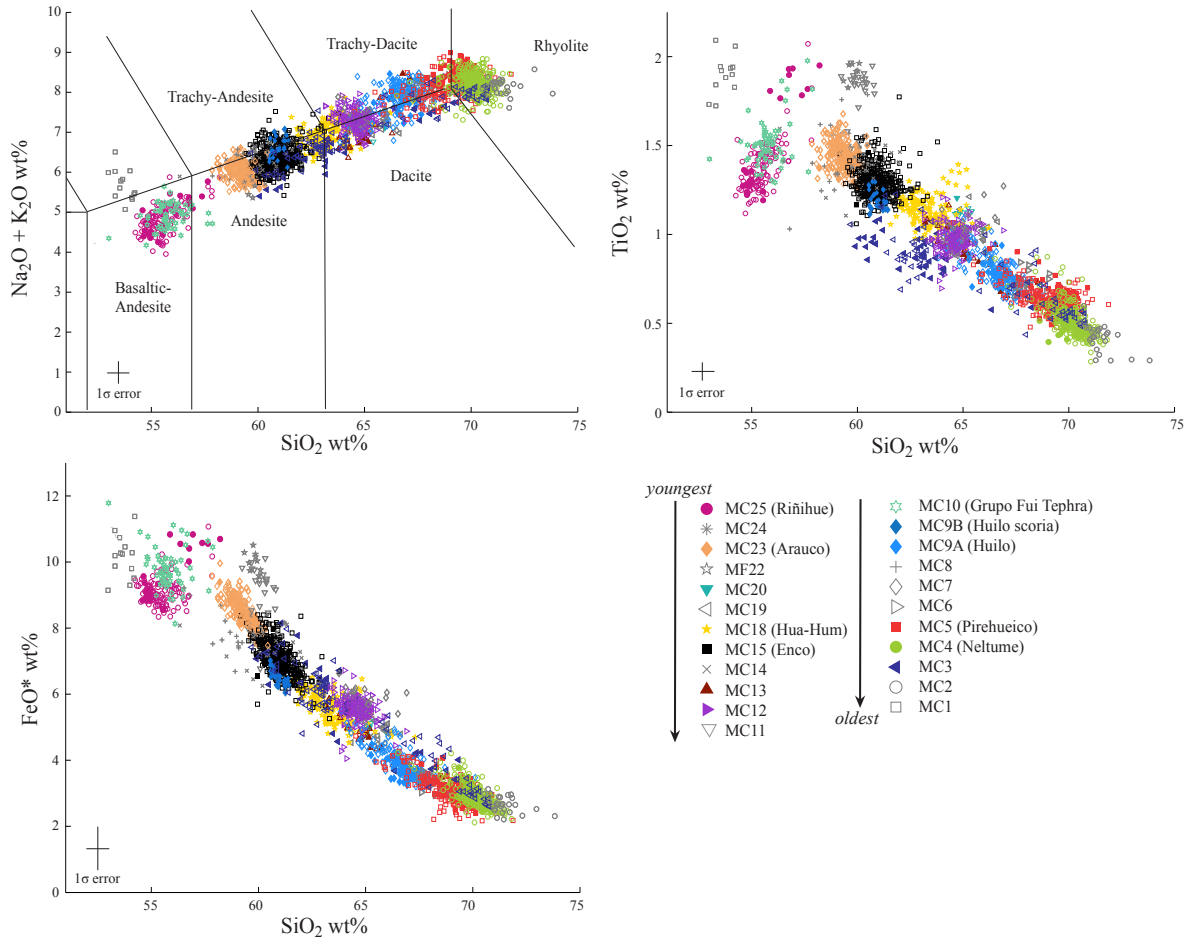 10
9
8
7
6
5
4
3
2
1
0
Na₂O + K₂O wt%
Trachy-Dacite
Rhyolite
Trachy-Andesite
Dacite
Andesite
Basaltic-
Andesite
1σ error
55
60
65
70
75
SiO₂ wt%
2
1.5
1
0.5
0
TiO₂ wt%
1σ error
55
60
65
70
75
SiO₂ wt%
12
10
8
6
4
2
0
FeO* wt%
1σ error
55
60
65
70
75
SiO₂ wt%
youngest
MC25 (Riñihue)
MC24
MC23 (Arauco)
MF22
MC20
MC19
MC18 (Hua-Hum)
MC15 (Enco)
MC14
MC13
MC12
MC11
MC10 (Grupo Fui Tephra)
MC9B (Huilo scoria)
MC9A (Huilo)
MC8
MC7
MC6
MC5 (Pirehueico)
MC4 (Neltume)
MC3
MC2
MC1
oldest